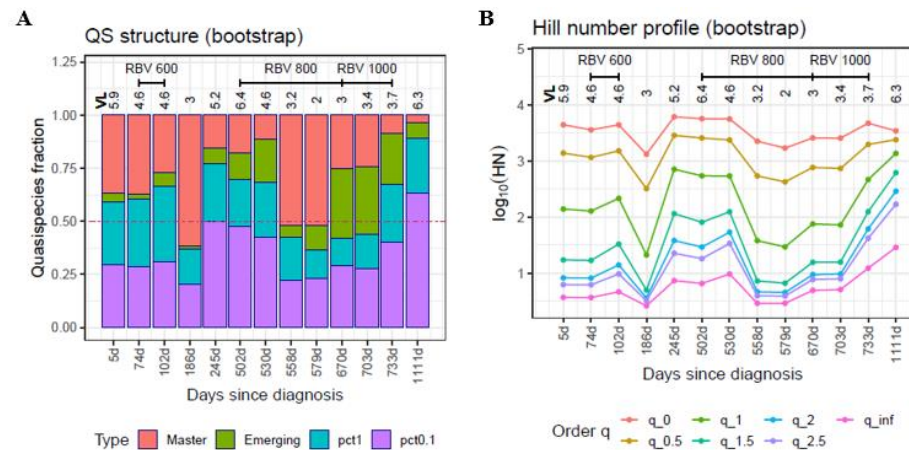 A
QS structure (bootstrap)
RBV 600
RBV 800
RBV 1000
VL 5.9 4.6 4.6 3 5.2 6.4 4.6 3.2 2 3 3.4 3.7 6.3
1.25
1.00
0.75
0.50
0.25
0.00
Quasispecies fraction
5d 74d 102d 186d 245d 502d 530d 558d 579d 670d 703d 733d 1111d
Days since diagnosis
Type Master Emerging pct1 pct0.1
B
Hill number profile (bootstrap)
RBV 600
RBV 800
RBV 1000
VL 5.9 4.6 4.6 3 5.2 6.4 4.6 3.2 2 3 3.4 3.7 6.3
5
4
3
2
1
log10(HN)
5d 74d 102d 186d 245d 502d 530d 558d 579d 670d 703d 733d 1111d
Days since diagnosis
Order q
q_0 q_1 q_2 q_inf
q_0.5 q_1.5 q_2.5